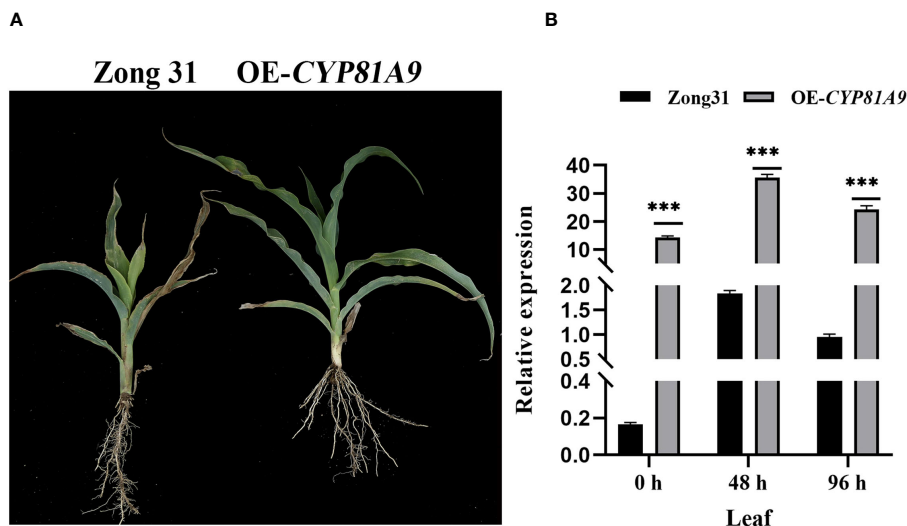 A
Zong 31 OE-CYP81A9
B
Zong31 OE-CYP81A9
Relative expression
40
30
20
10
2.0
1.5
1.0
0.5
0.4
0.2
0.0
***
***
***
0 h 48 h 96 h
Leaf